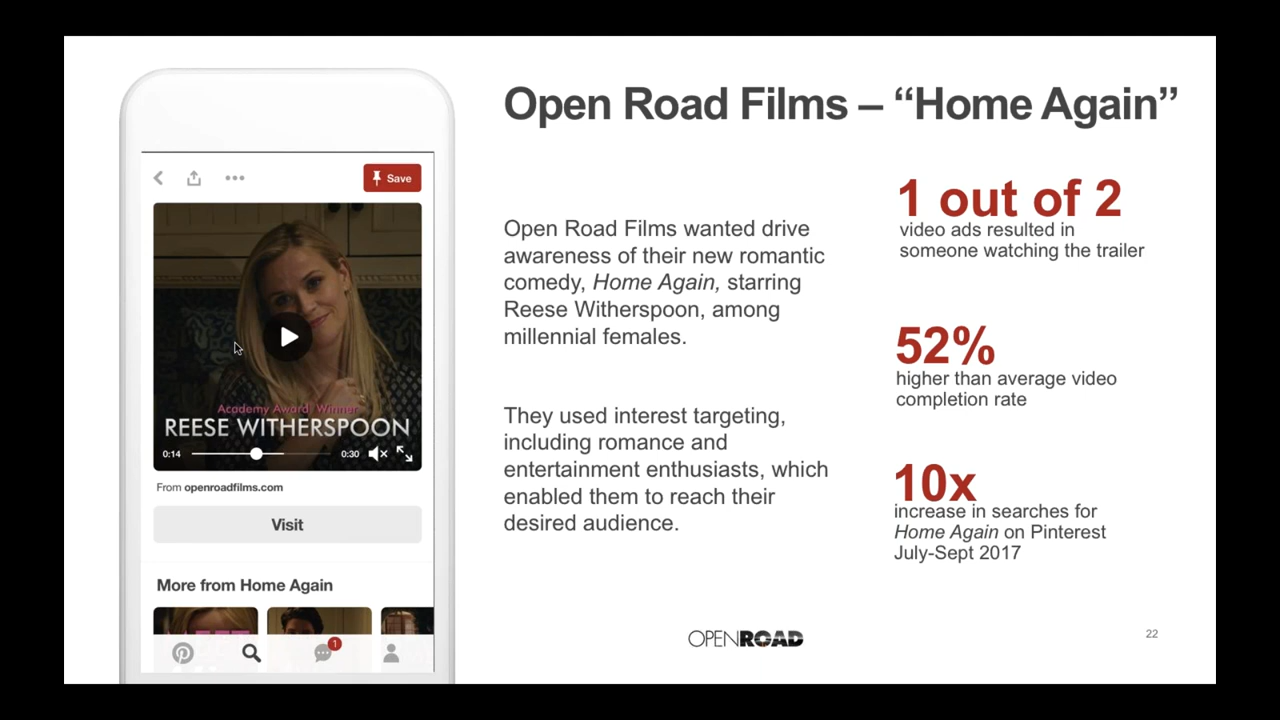 Open Road Films – “Home Again”
Save
Academy Award Winner
REESE WITHERSPOON
0:14
0:30
From openroadfilms.com
Visit
More from Home Again
1
Open Road Films wanted drive
awareness of their new romantic
comedy, Home Again, starring
Reese Witherspoon, among
millennial females.
They used interest targeting,
including romance and
entertainment enthusiasts, which
enabled them to reach their
desired audience.
1 out of 2
video ads resulted in
someone watching the trailer
52%
higher than average video
completion rate
10x
increase in searches for
Home Again on Pinterest
July-Sept 2017
OPENROAD
22